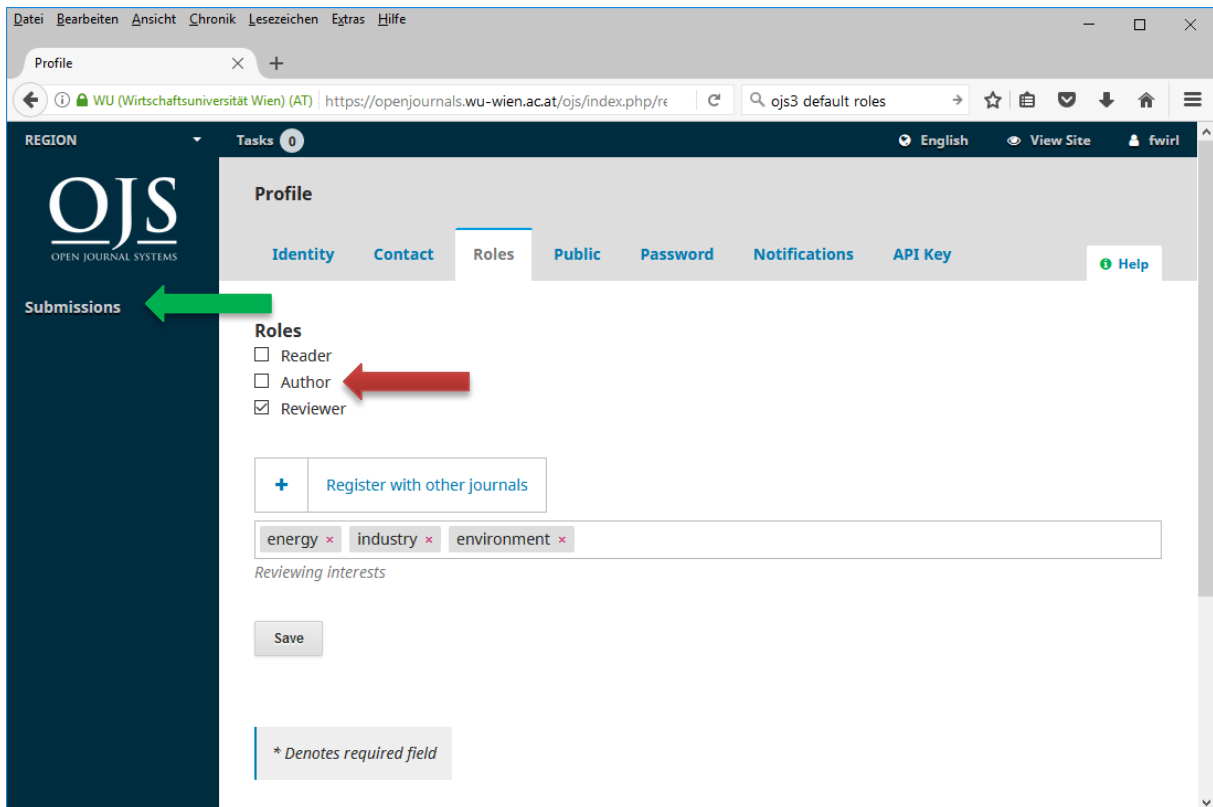 Datei Bearbeiten Ansicht Chronik Lesezeichen Extras Hilfe
Profile
WU (Wirtschaftsuniversität Wien) (AT) https://openjournals.wu-wien.ac.at/ojs/index.php/re ojs3 default roles
REGION Tasks 0 English View Site fwirl
OJS
OPEN JOURNAL SYSTEMS
Submissions
Profile
Identity Contact Roles Public Password Notifications API Key Help
Roles
Reader
Author
Reviewer
+ Register with other journals
energy × industry × environment ×
Reviewing interests
Save
* Denotes required field